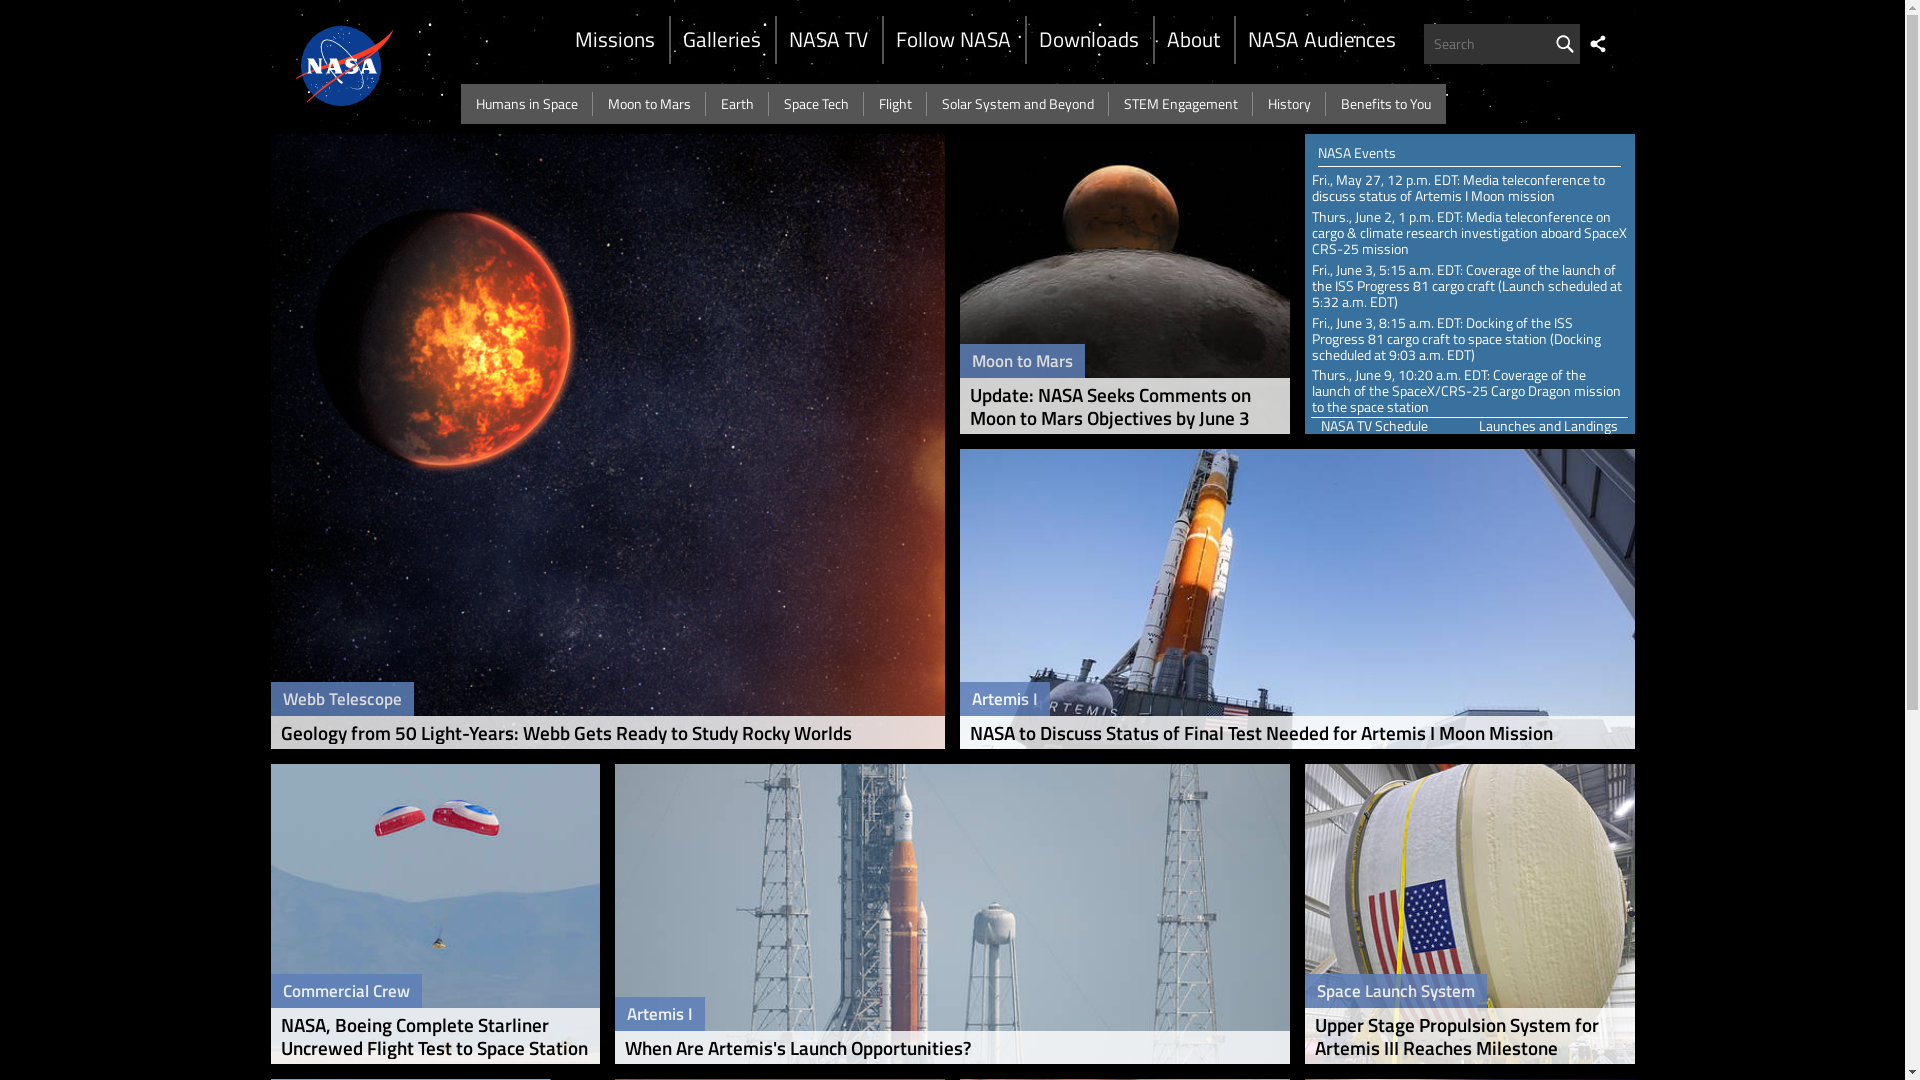 NASA
Missions
Galleries
NASA TV
Follow NASA
Downloads
About
NASA Audiences
Search
Humans in Space
Moon to Mars
Earth
Space Tech
Flight
Solar System and Beyond
STEM Engagement
History
Benefits to You
Webb Telescope
Geology from 50 Light-Years: Webb Gets Ready to Study Rocky Worlds
Moon to Mars
Update: NASA Seeks Comments on
Moon to Mars Objectives by June 3
NASA Events
Fri., May 27, 12 p.m. EDT: Media teleconference to
discuss status of Artemis I Moon mission
Thurs., June 2, 1 p.m. EDT: Media teleconference on
cargo & climate research investigation aboard SpaceX
CRS-25 mission
Fri., June 3, 5:15 a.m. EDT: Coverage of the launch of
the ISS Progress 81 cargo craft (Launch scheduled at
5:32 a.m. EDT)
Fri., June 3, 8:15 a.m. EDT: Docking of the ISS
Progress 81 cargo craft to space station (Docking
scheduled at 9:03 a.m. EDT)
Thurs., June 9, 10:20 a.m. EDT: Coverage of the
launch of the SpaceX/CRS-25 Cargo Dragon mission
to the space station
NASA TV Schedule
Launches and Landings
ARTEMIS
Artemis I
NASA to Discuss Status of Final Test Needed for Artemis I Moon Mission
Commercial Crew
NASA, Boeing Complete Starliner
Uncrewed Flight Test to Space Station
Artemis I
When Are Artemis's Launch Opportunities?
Space Launch System
Upper Stage Propulsion System for
Artemis III Reaches Milestone